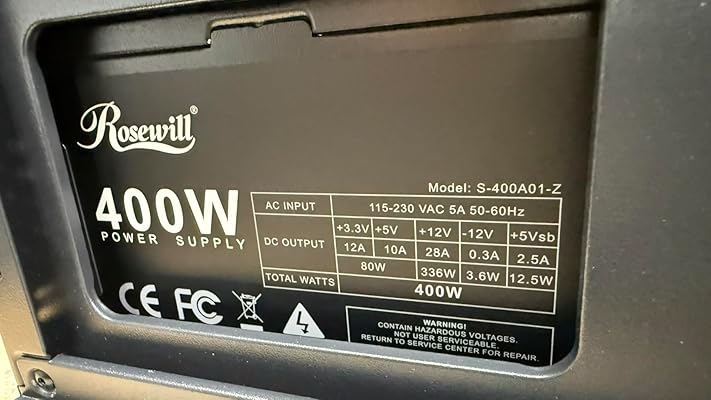 Rosewill®
400W
POWER SUPPLY
Model: S-400A01-Z
AC INPUT 115-230 VAC 5A 50-60Hz
DC OUTPUT +3.3V +5V +12V -12V +5Vsb
12A 10A 28A 0.3A 2.5A
80W 336W 3.6W 12.5W
TOTAL WATTS 400W
CE FC
WARNING!
CONTAIN HAZARDOUS VOLTAGES.
NOT USER SERVICEABLE.
RETURN TO SERVICE CENTER FOR REPAIR.